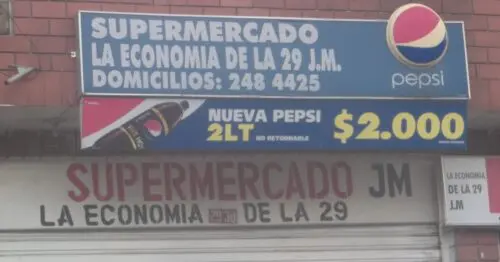 SUPERMERCADO
LA ECONOMIA DE LA 29 J.M.
DOMICILIOS: 248 4425
pepsi
NUEVA PEPSI
2LT NO RETORNABLE
$2.000
SUPERMERCADO JM
LA ECONOMIA DE LA 29
LA ECONOMIA
DE LA 29
J.M